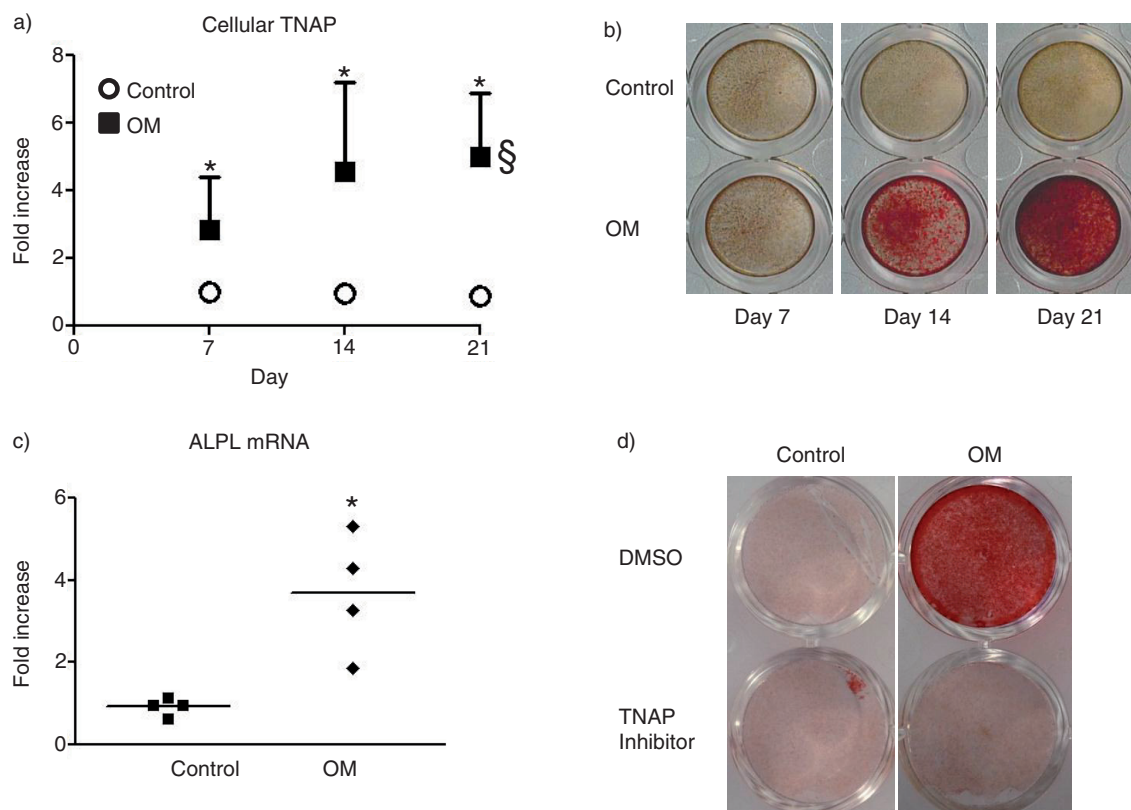 a)
Cellular TNAP
8
6
4
2
0
Fold increase
Control
OM
*
*
*
§
0
7
14
21
Day
b)
Control
OM
Day 7
Day 14
Day 21
c)
ALPL mRNA
6
4
2
0
Fold increase
*
Control
OM
d)
Control
OM
DMSO
TNAP
Inhibitor